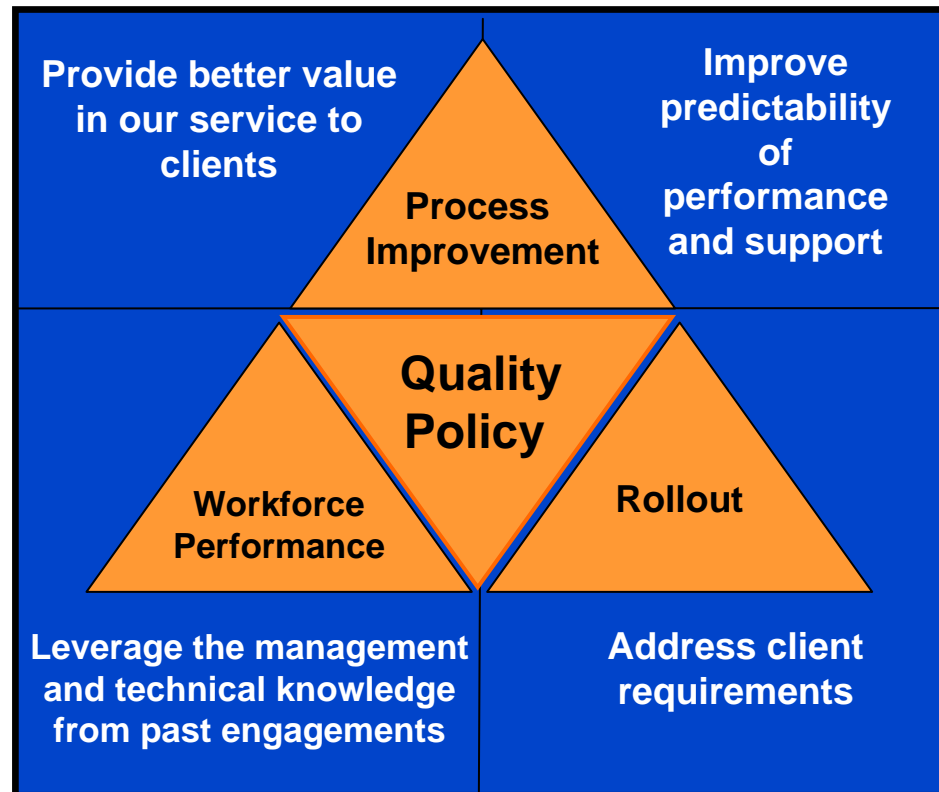 Provide better value
in our service to
clients
Improve
predictability
of
performance
and support
Process
Improvement
Quality
Policy
Workforce
Performance
Rollout
Leverage the management
and technical knowledge
from past engagements
Address client
requirements